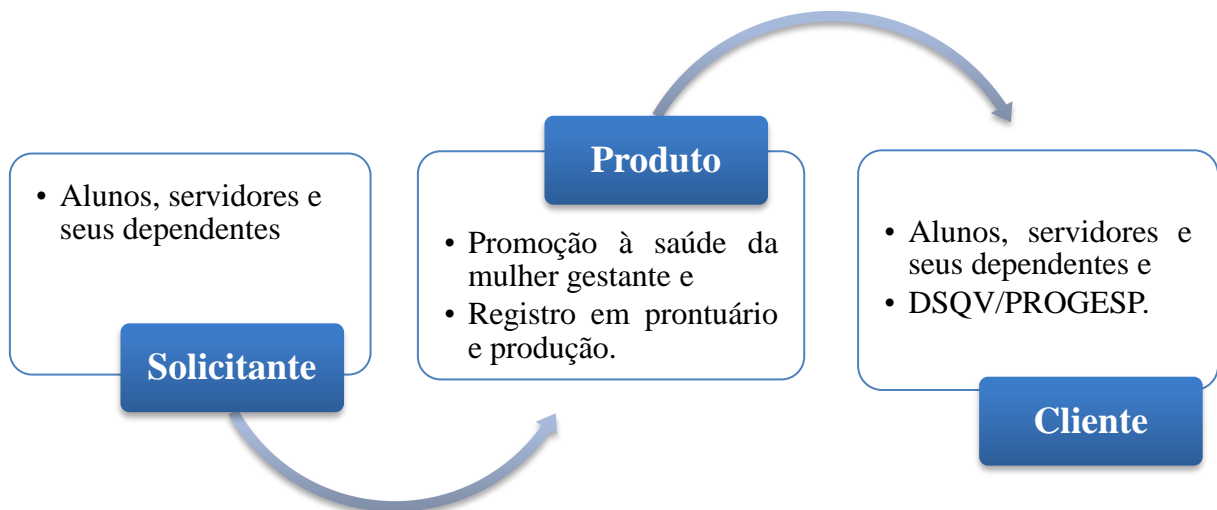 • Alunos, servidores e
seus dependentes
Solicitante
Produto
• Promoção à saúde da
mulher gestante e
• Registro em prontuário
e produção.
• Alunos, servidores e
seus dependentes e
• DSQV/PROGESP.
Cliente